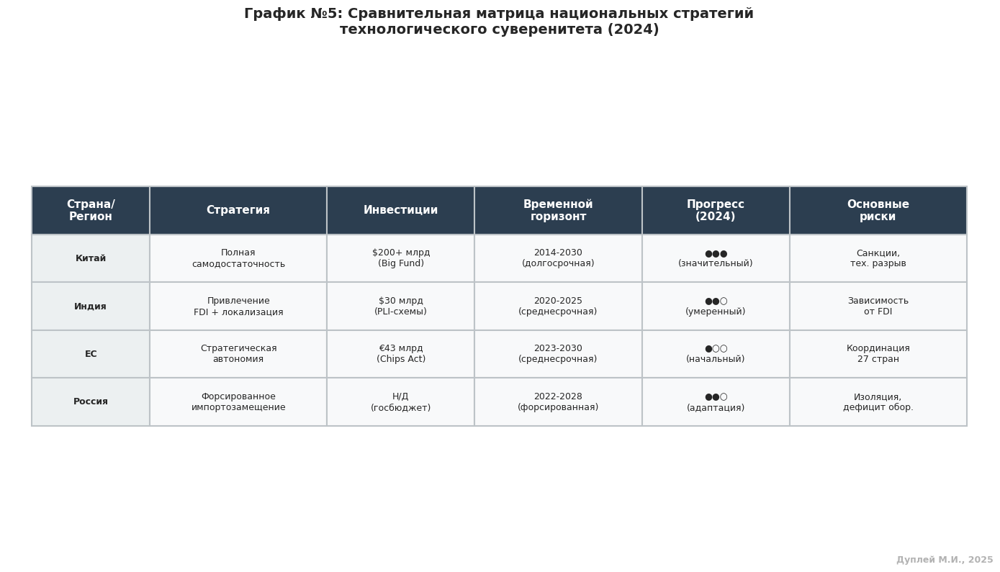 График №5: Сравнительная матрица национальных стратегий
технологического суверенитета (2024)
Страна/
Регион
Стратегия
Инвестиции
Временной
горизонт
Прогресс
(2024)
Основные
риски
Китай
Полная
самодостаточность
$200+ млрд
(Big Fund)
2014-2030
(долгосрочная)
●●●
(значительный)
Санкции,
тех. разрыв
Индия
Привлечение
FDI + локализация
$30 млрд
(PLI-схемы)
2020-2025
(среднесрочная)
●●○
(умеренный)
Зависимость
от FDI
ЕС
Стратегическая
автономия
€43 млрд
(Chips Act)
2023-2030
(среднесрочная)
●○○
(начальный)
Координация
27 стран
Россия
Форсированное
импортозамещение
Н/Д
(госбюджет)
2022-2028
(форсированная)
●●○
(адаптация)
Изоляция,
дефицит обор.
Дуплей М.И., 2025